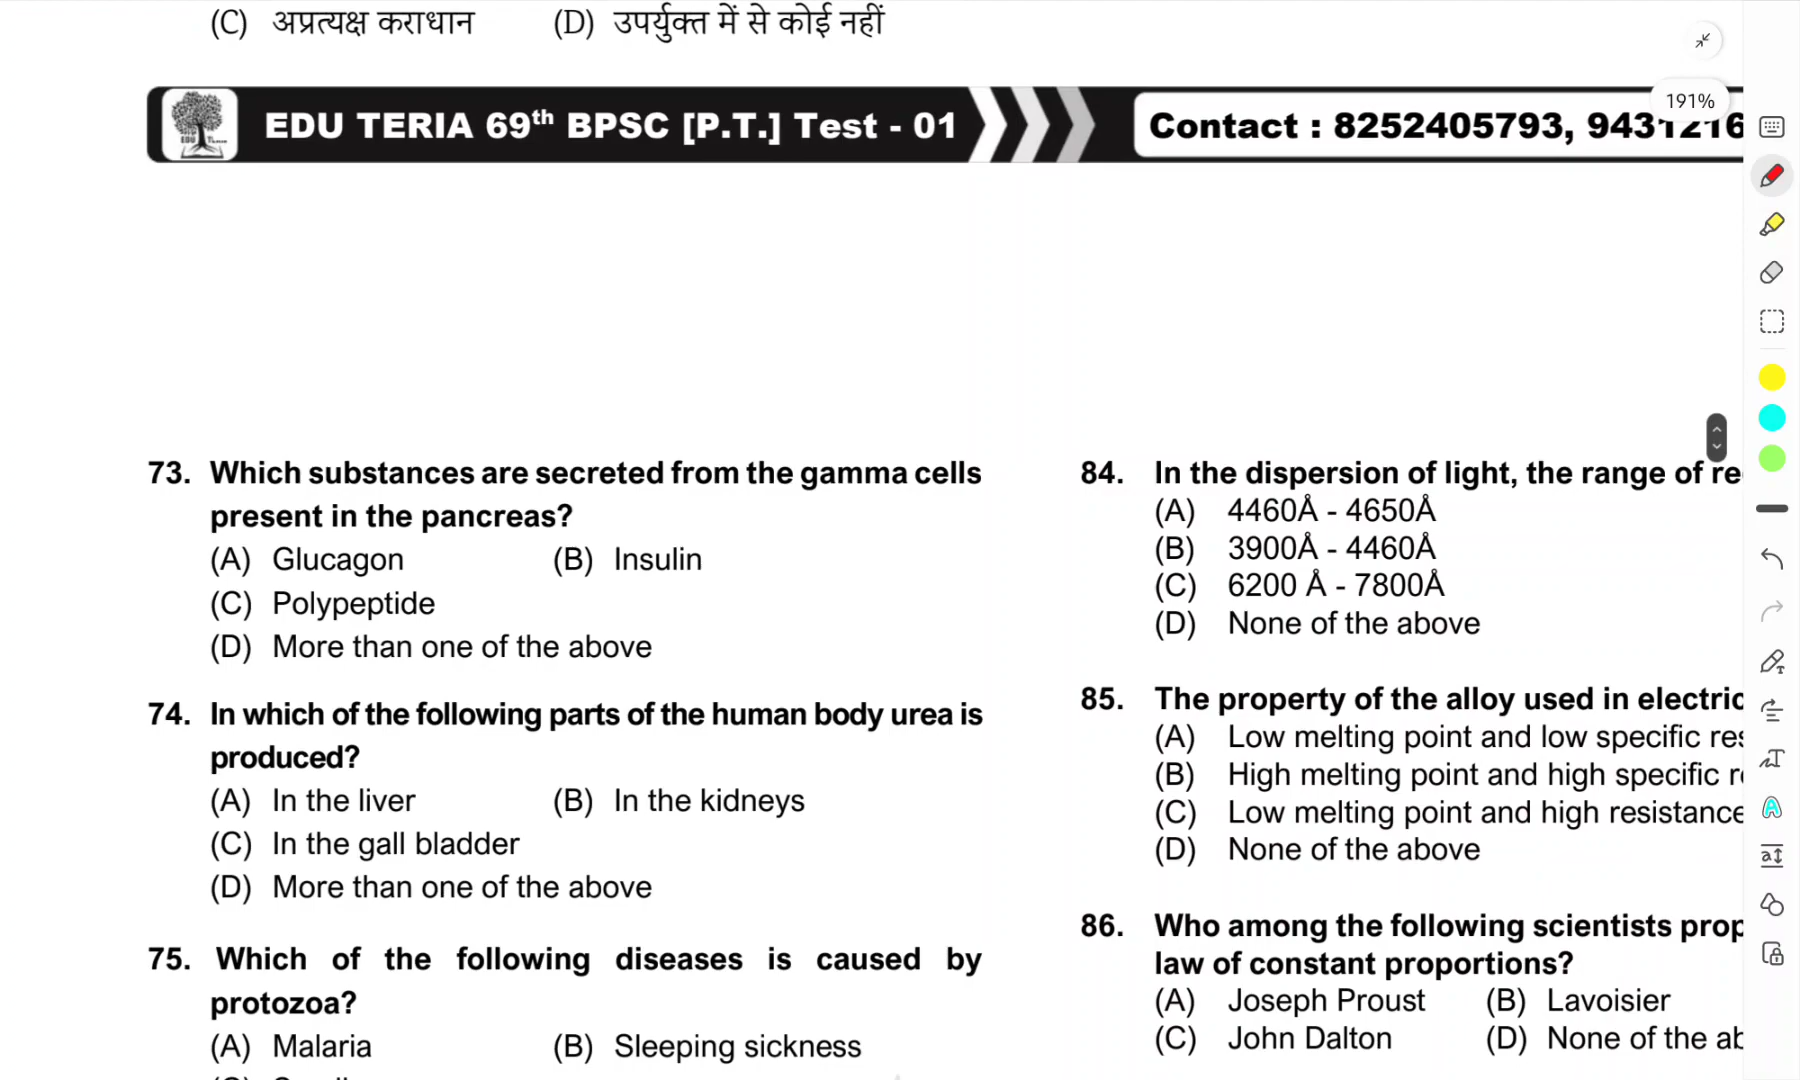 (C) अप्रत्यक्ष कराधान (D) उपर्युक्त में से कोई नहीं
EDU TERIA 69th BPSC [P.T.] Test - 01
Contact : 8252405793, 9431216
191%
73. Which substances are secreted from the gamma cells
present in the pancreas?
(A) Glucagon (B) Insulin
(C) Polypeptide
(D) More than one of the above
74. In which of the following parts of the human body urea is
produced?
(A) In the liver (B) In the kidneys
(C) In the gall bladder
(D) More than one of the above
75. Which of the following diseases is caused by
protozoa?
(A) Malaria (B) Sleeping sickness
84. In the dispersion of light, the range of re
(A) 4460Å - 4650Å
(B) 3900Å - 4460Å
(C) 6200 Å - 7800Å
(D) None of the above
85. The property of the alloy used in electric
(A) Low melting point and low specific res
(B) High melting point and high specific r
(C) Low melting point and high resistance
(D) None of the above
86. Who among the following scientists prop
law of constant proportions?
(A) Joseph Proust (B) Lavoisier
(C) John Dalton (D) None of the ab